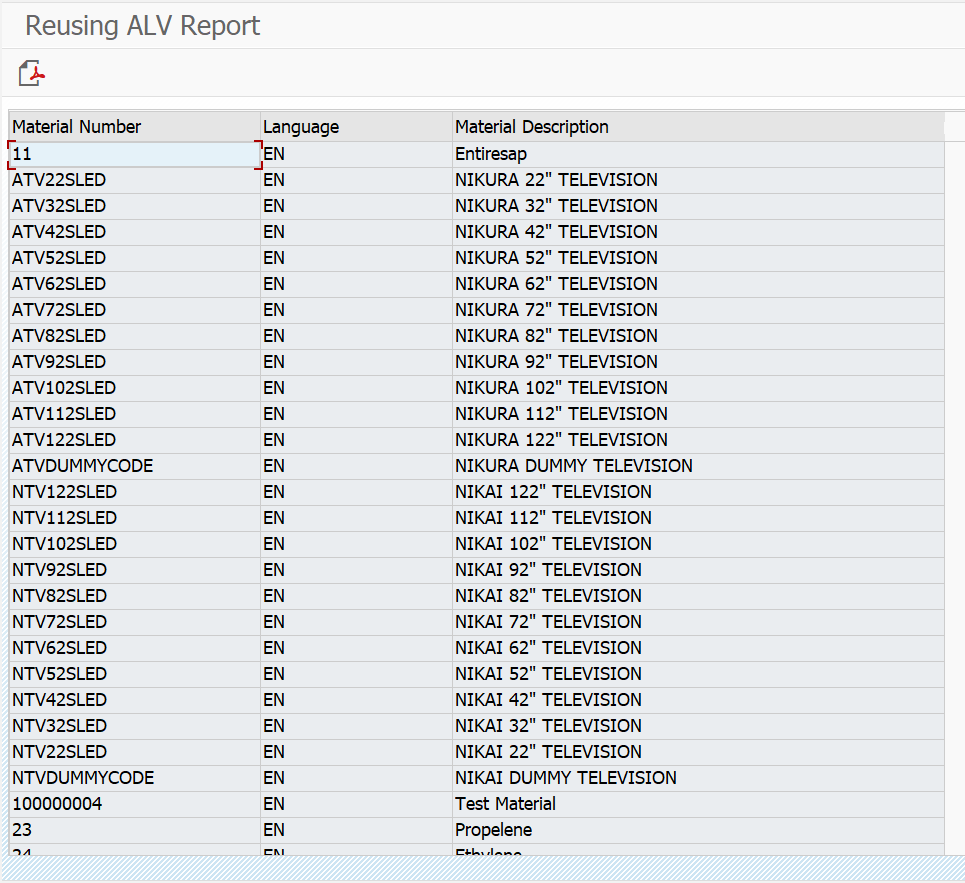 Reusing ALV Report
Material Number Language Material Description
11 EN Entiresap
ATV22SLED EN NIKURA 22" TELEVISION
ATV32SLED EN NIKURA 32" TELEVISION
ATV42SLED EN NIKURA 42" TELEVISION
ATV52SLED EN NIKURA 52" TELEVISION
ATV62SLED EN NIKURA 62" TELEVISION
ATV72SLED EN NIKURA 72" TELEVISION
ATV82SLED EN NIKURA 82" TELEVISION
ATV92SLED EN NIKURA 92" TELEVISION
ATV102SLED EN NIKURA 102" TELEVISION
ATV112SLED EN NIKURA 112" TELEVISION
ATV122SLED EN NIKURA 122" TELEVISION
ATVDUMMYCODE EN NIKURA DUMMY TELEVISION
NTV122SLED EN NIKAI 122" TELEVISION
NTV112SLED EN NIKAI 112" TELEVISION
NTV102SLED EN NIKAI 102" TELEVISION
NTV92SLED EN NIKAI 92" TELEVISION
NTV82SLED EN NIKAI 82" TELEVISION
NTV72SLED EN NIKAI 72" TELEVISION
NTV62SLED EN NIKAI 62" TELEVISION
NTV52SLED EN NIKAI 52" TELEVISION
NTV42SLED EN NIKAI 42" TELEVISION
NTV32SLED EN NIKAI 32" TELEVISION
NTV22SLED EN NIKAI 22" TELEVISION
NTVDUMMYCODE EN NIKAI DUMMY TELEVISION
100000004 EN Test Material
23 EN Propelene
24 EN Ethylene